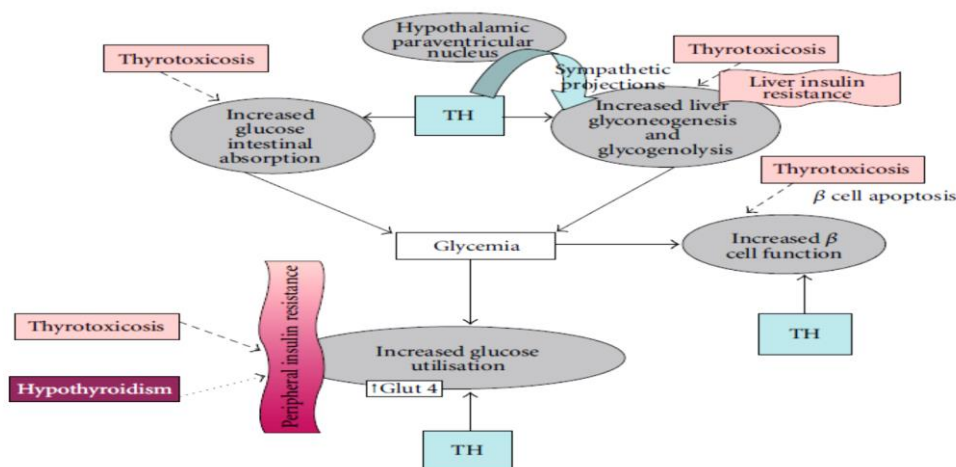 Hypothalamic
paraventricular
nucleus
Thyrotoxicosis
Thyrotoxicosis
Sympathetic
projections
Liver insulin
resistance
Increased
glucose
intestinal
absorption
TH
Increased liver
glyconeogenesis
and
glycogenolysis
Thyrotoxicosis
β cell apoptosis
Glycemia
Increased β
cell function
Peripheral insulin resistance
Thyrotoxicosis
TH
Increased glucose
utilisation
Hypothyroidism
↑Glut 4
TH